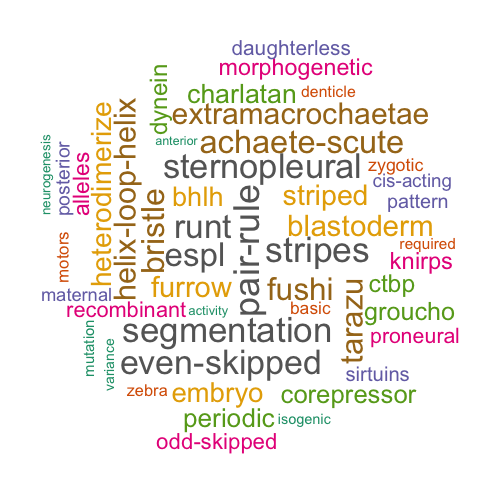 daughterless
morphogenetic
charlatan
denticle
dynein
extramacrochaetae
anterior
achaete-scute
neurogenesis
posterior
alleles
heterodimerize
helix-loop-helix
bristle
sternopleural
zygotic
cis-acting
bhlh
striped
pattern
runt
pair-rule
blastoderm
motors
espl
stripes
required
knirps
maternal
furrow
fushi
ctbp
recombinant
activity
basic
tarazu
groucho
mutation
variance
segmentation
proneural
even-skipped
sirtuins
zebra
embryo
corepressor
periodic
isogenic
odd-skipped